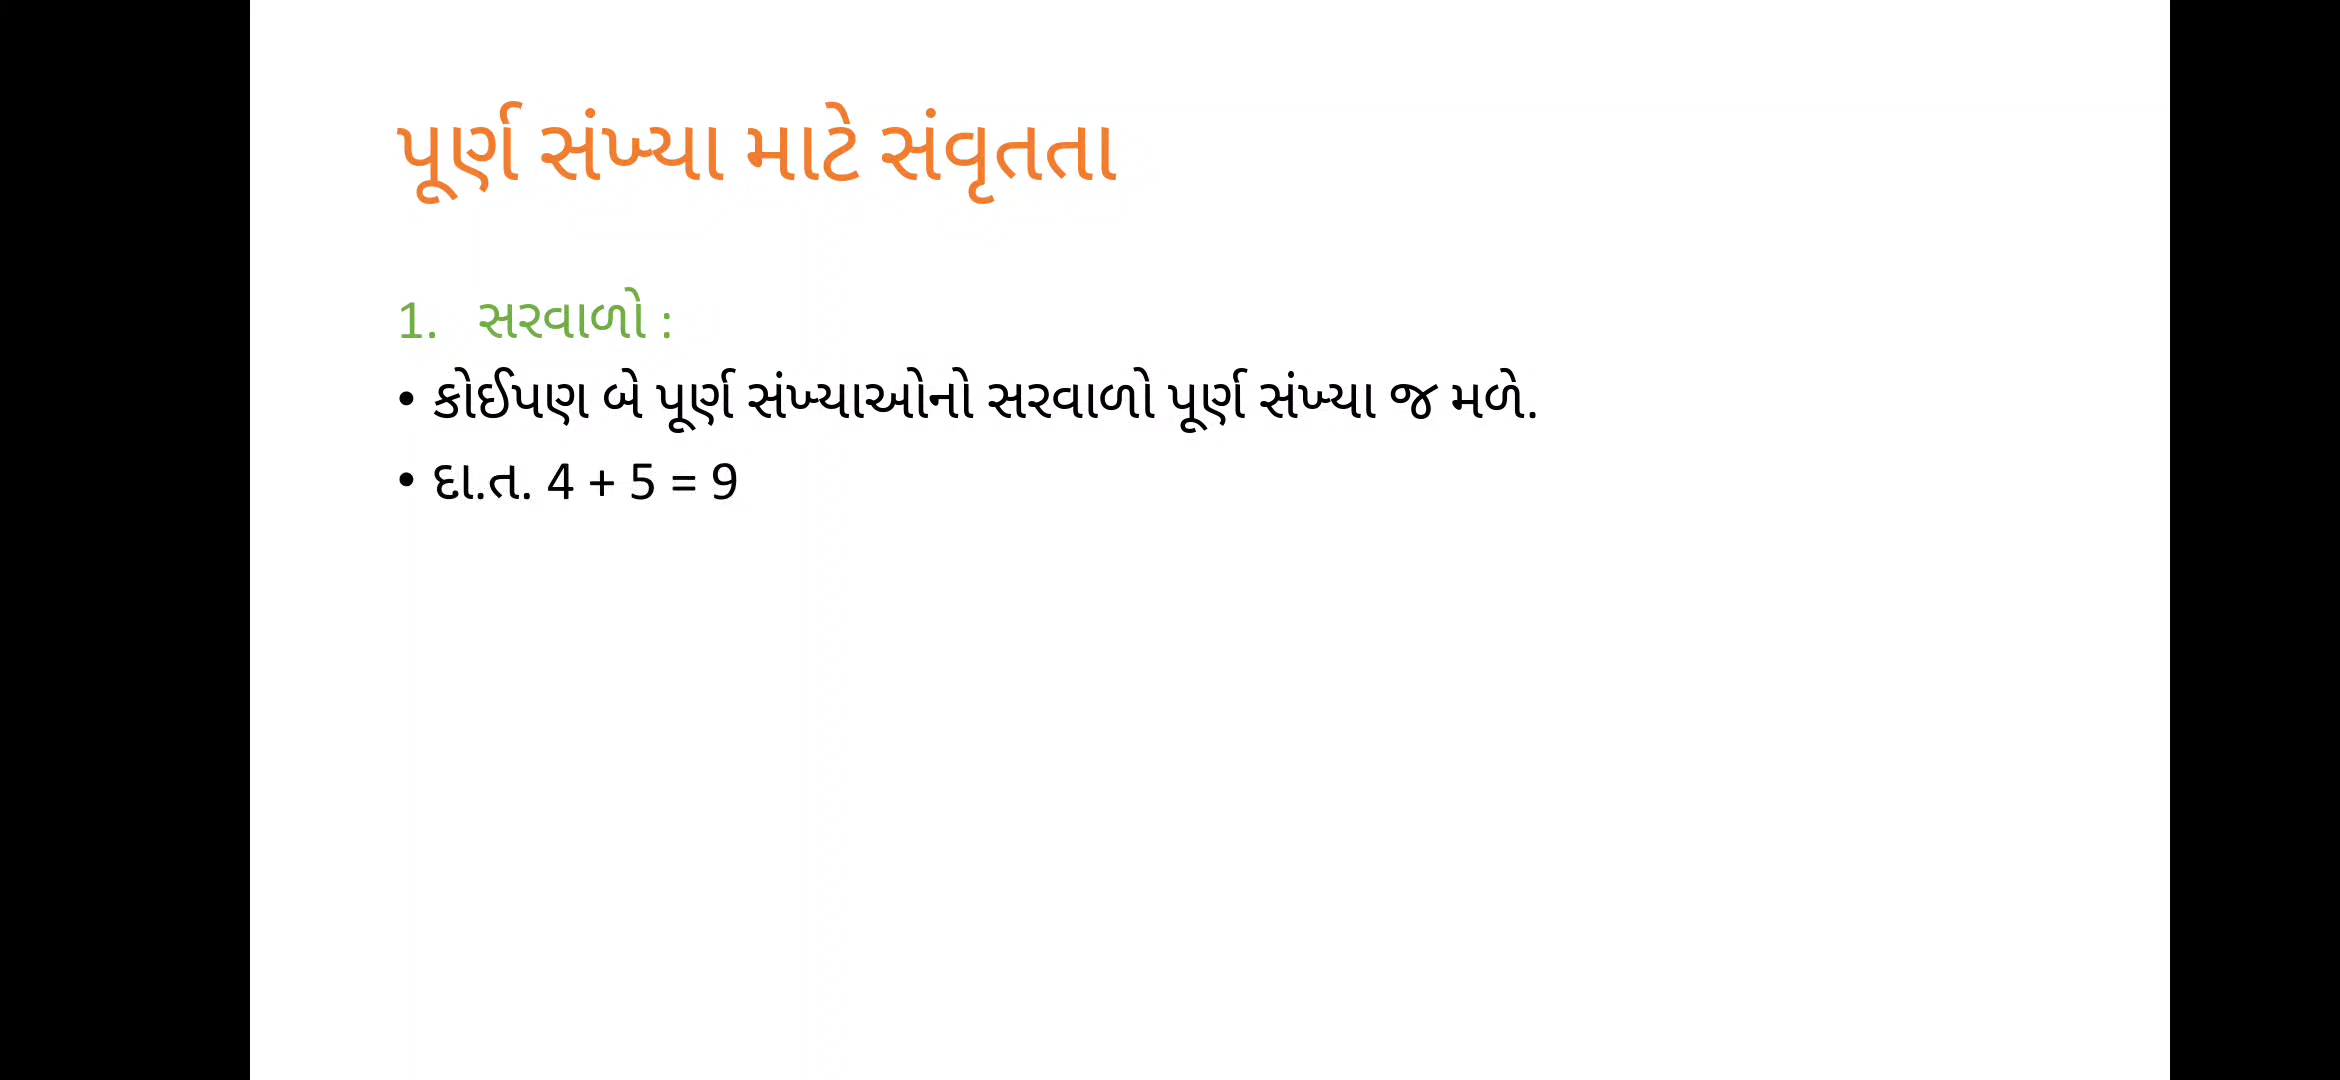 પૂર્ણ સંખ્યા માટે સંવૃતતા
1. સરવાળો :
• કોઈપણ બે પૂર્ણ સંખ્યાઓનો સરવાળો પૂર્ણ સંખ્યા જ મળે.
• દા.ત. 4 + 5 = 9